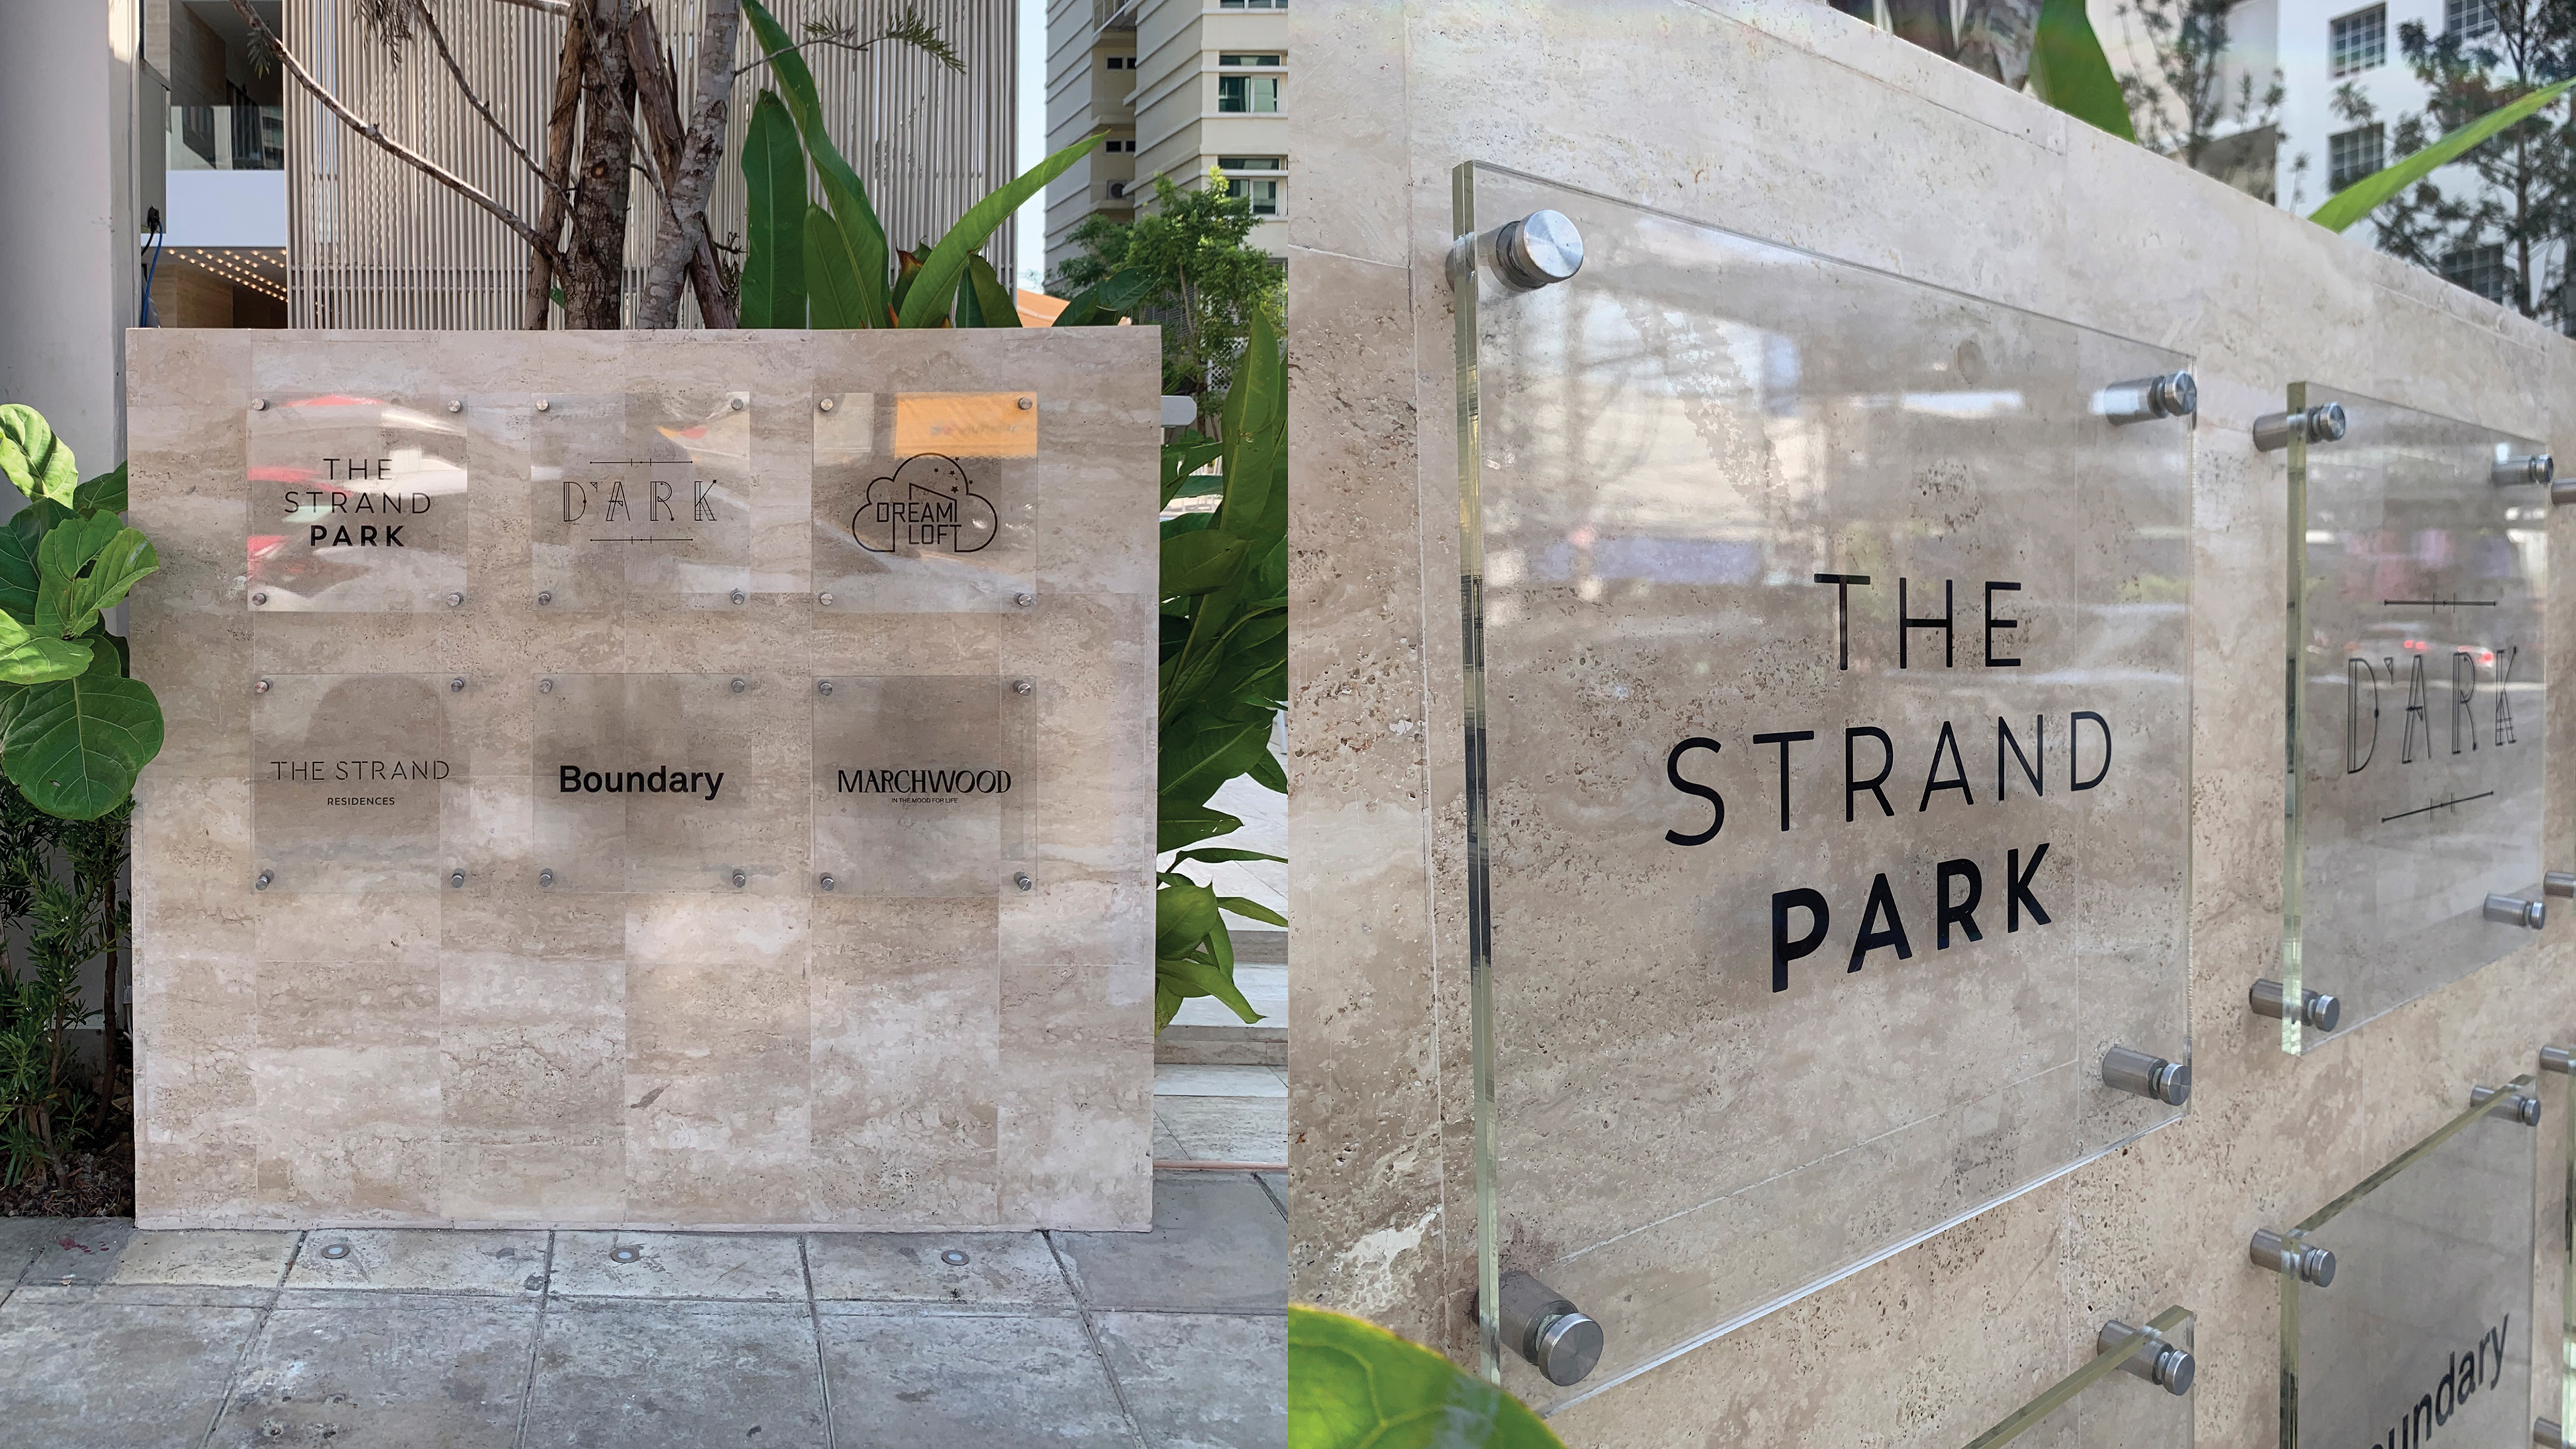 THE
STRAND
PARK
D'ARK
DREAM
LOFT
THE STRAND
RESIDENCES
Boundary
MARCHWOOD
IN THE MOOD FOR LIFE
THE
STRAND
PARK
D'ARK
oundary